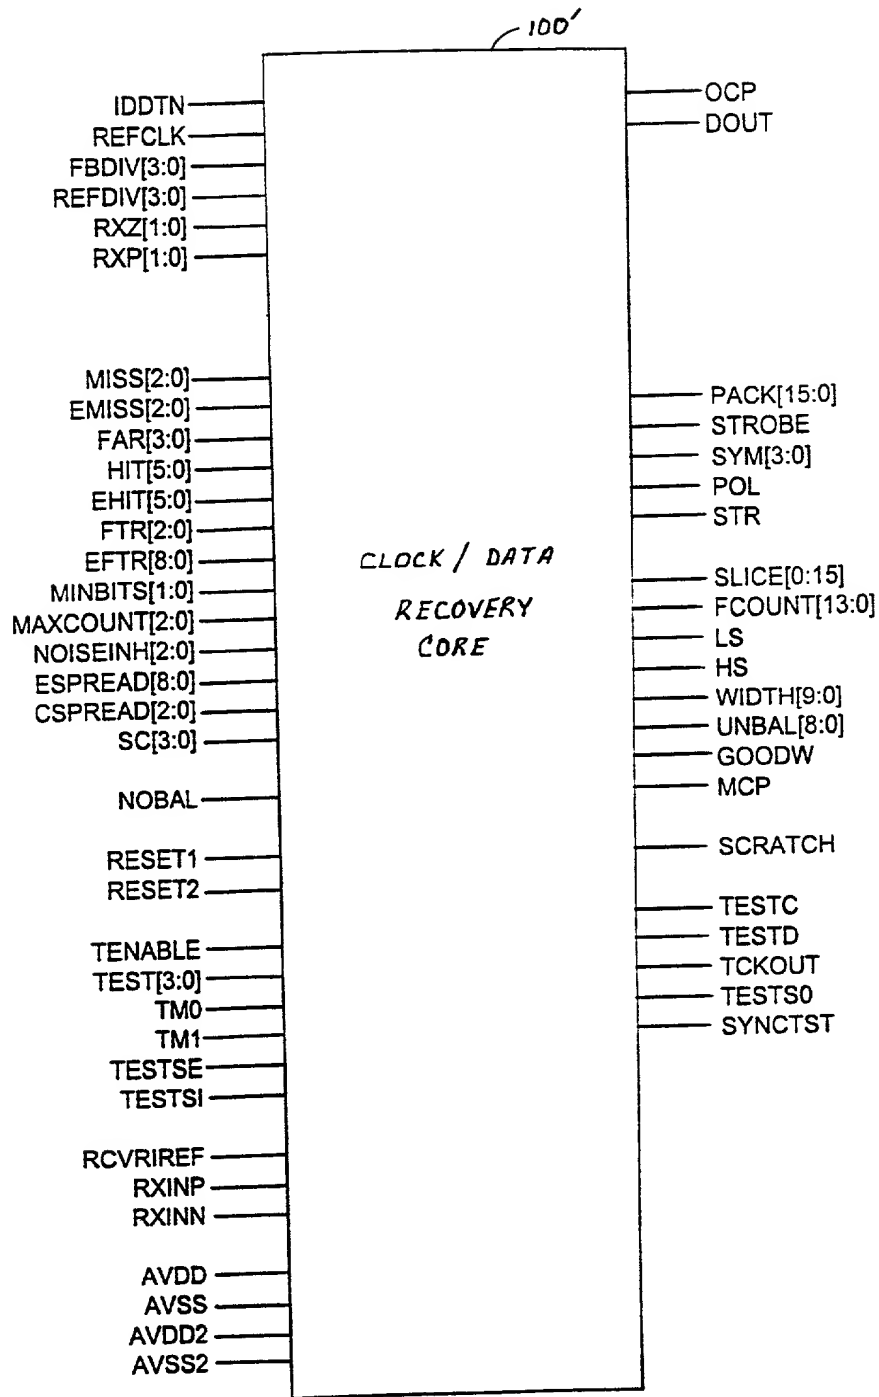 100'
IDDTN
REFCLK
FBDIV[3:0]
REFDIV[3:0]
RXZ[1:0]
RXP[1:0]
MISS[2:0]
EMISS[2:0]
FAR[3:0]
HIT[5:0]
EHIT[5:0]
FTR[2:0]
EFTR[8:0]
MINBITS[1:0]
MAXCOUNT[2:0]
NOISEINH[2:0]
ESPREAD[8:0]
CSPREAD[2:0]
SC[3:0]
NOBAL
RESET1
RESET2
TENABLE
TEST[3:0]
TM0
TM1
TESTSE
TESTSI
RCVRIREF
RXINP
RXINN
AVDD
AVSS
AVDD2
AVSS2
CLOCK / DATA
RECOVERY
CORE
OCP
DOUT
PACK[15:0]
STROBE
SYM[3:0]
POL
STR
SLICE[0:15]
FCOUNT[13:0]
LS
HS
WIDTH[9:0]
UNBAL[8:0]
GOODW
MCP
SCRATCH
TESTC
TESTD
TCKOUT
TESTS0
SYNCTST